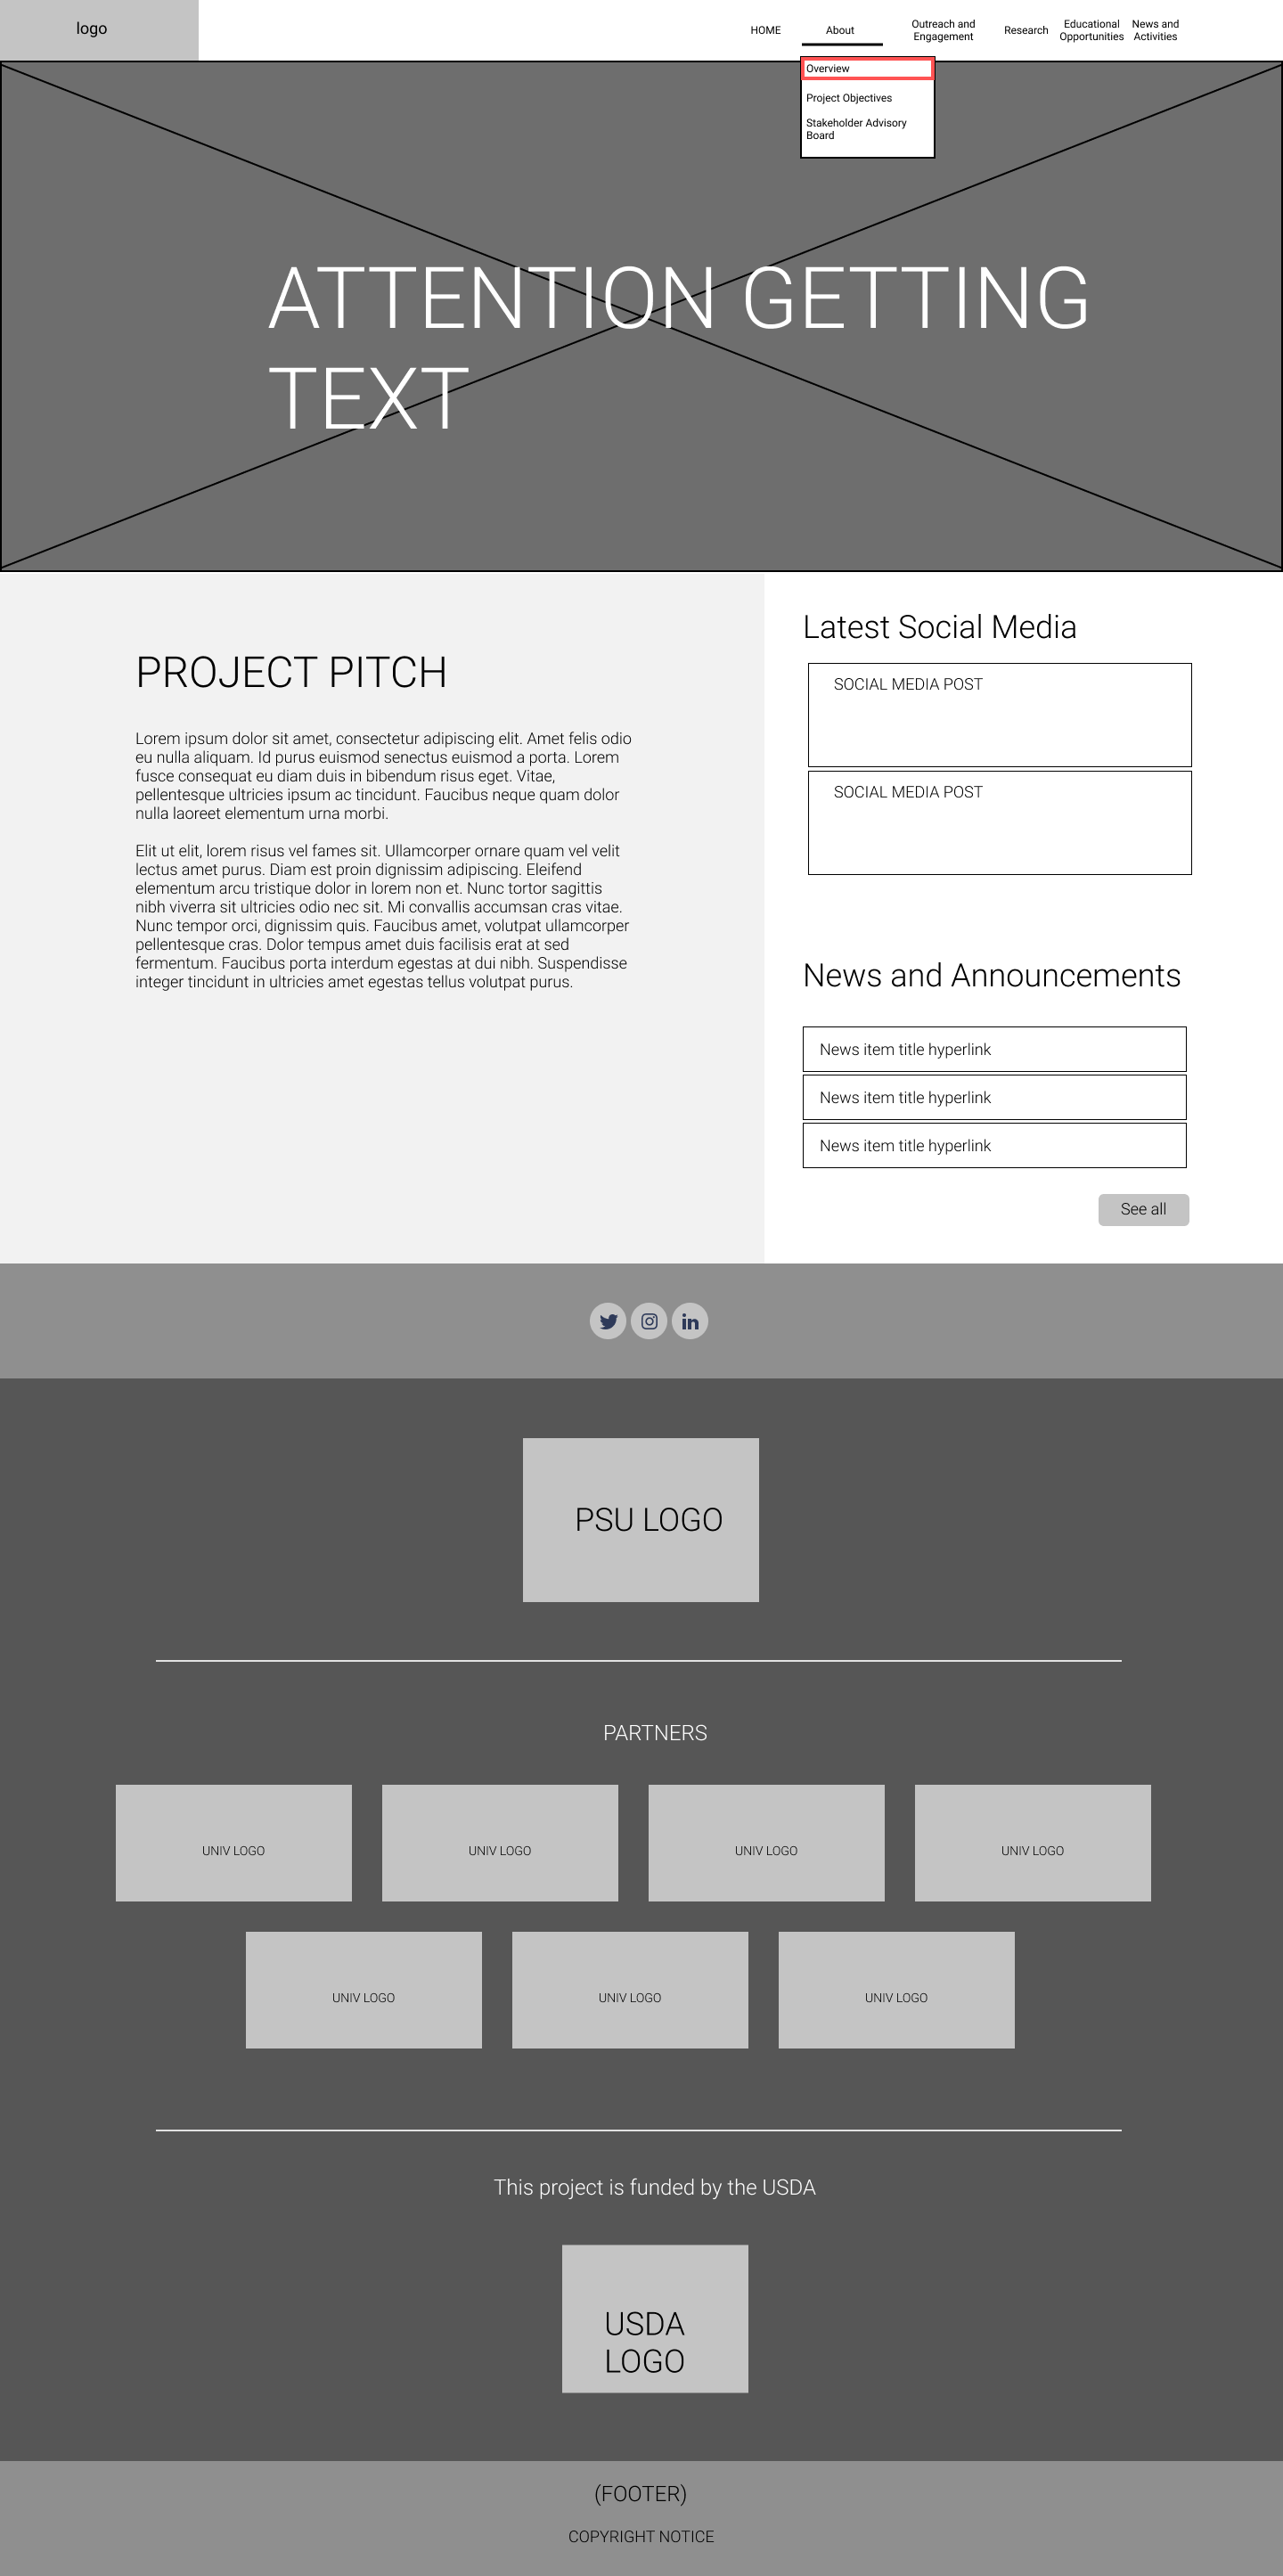 logo
HOME
About
Outreach and
Engagement
Research
Educational
Opportunities
News and
Activities
Overview
Project Objectives
Stakeholder Advisory
Board
ATTENTION GETTING
TEXT
PROJECT PITCH
Lorem ipsum dolor sit amet, consectetur adipiscing elit. Amet felis odio
eu nulla aliquam. Id purus euismod senectus euismod a porta. Lorem
fusce consequat eu diam duis in bibendum risus eget. Vitae,
pellentesque ultricies ipsum ac tincidunt. Faucibus neque quam dolor
nulla laoreet elementum urna morbi.
Elit ut elit, lorem risus vel fames sit. Ullamcorper ornare quam vel velit
lectus amet purus. Diam est proin dignissim adipiscing. Eleifend
elementum arcu tristique dolor in lorem non et. Nunc tortor sagittis
nibh viverra sit ultricies odio nec sit. Mi convallis accumsan cras vitae.
Nunc tempor orci, dignissim quis. Faucibus amet, volutpat ullamcorper
pellentesque cras. Dolor tempus amet duis facilisis erat at sed
fermentum. Faucibus porta interdum egestas at dui nibh. Suspendisse
integer tincidunt in ultricies amet egestas tellus volutpat purus.
Latest Social Media
SOCIAL MEDIA POST
SOCIAL MEDIA POST
News and Announcements
News item title hyperlink
News item title hyperlink
News item title hyperlink
See all
in
PSU LOGO
PARTNERS
UNIV LOGO
UNIV LOGO
UNIV LOGO
UNIV LOGO
UNIV LOGO
UNIV LOGO
UNIV LOGO
This project is funded by the USDA
USDA
LOGO
(FOOTER)
COPYRIGHT NOTICE